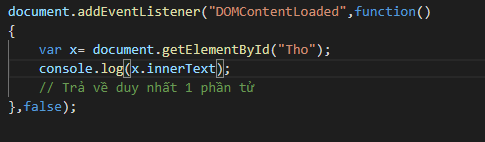 document.addEventListener("DOMContentLoaded",function()
{
var x= document.getElementById("Tho");
console.log(x.innerText);
// Trả về duy nhất 1 phần tử
},false);